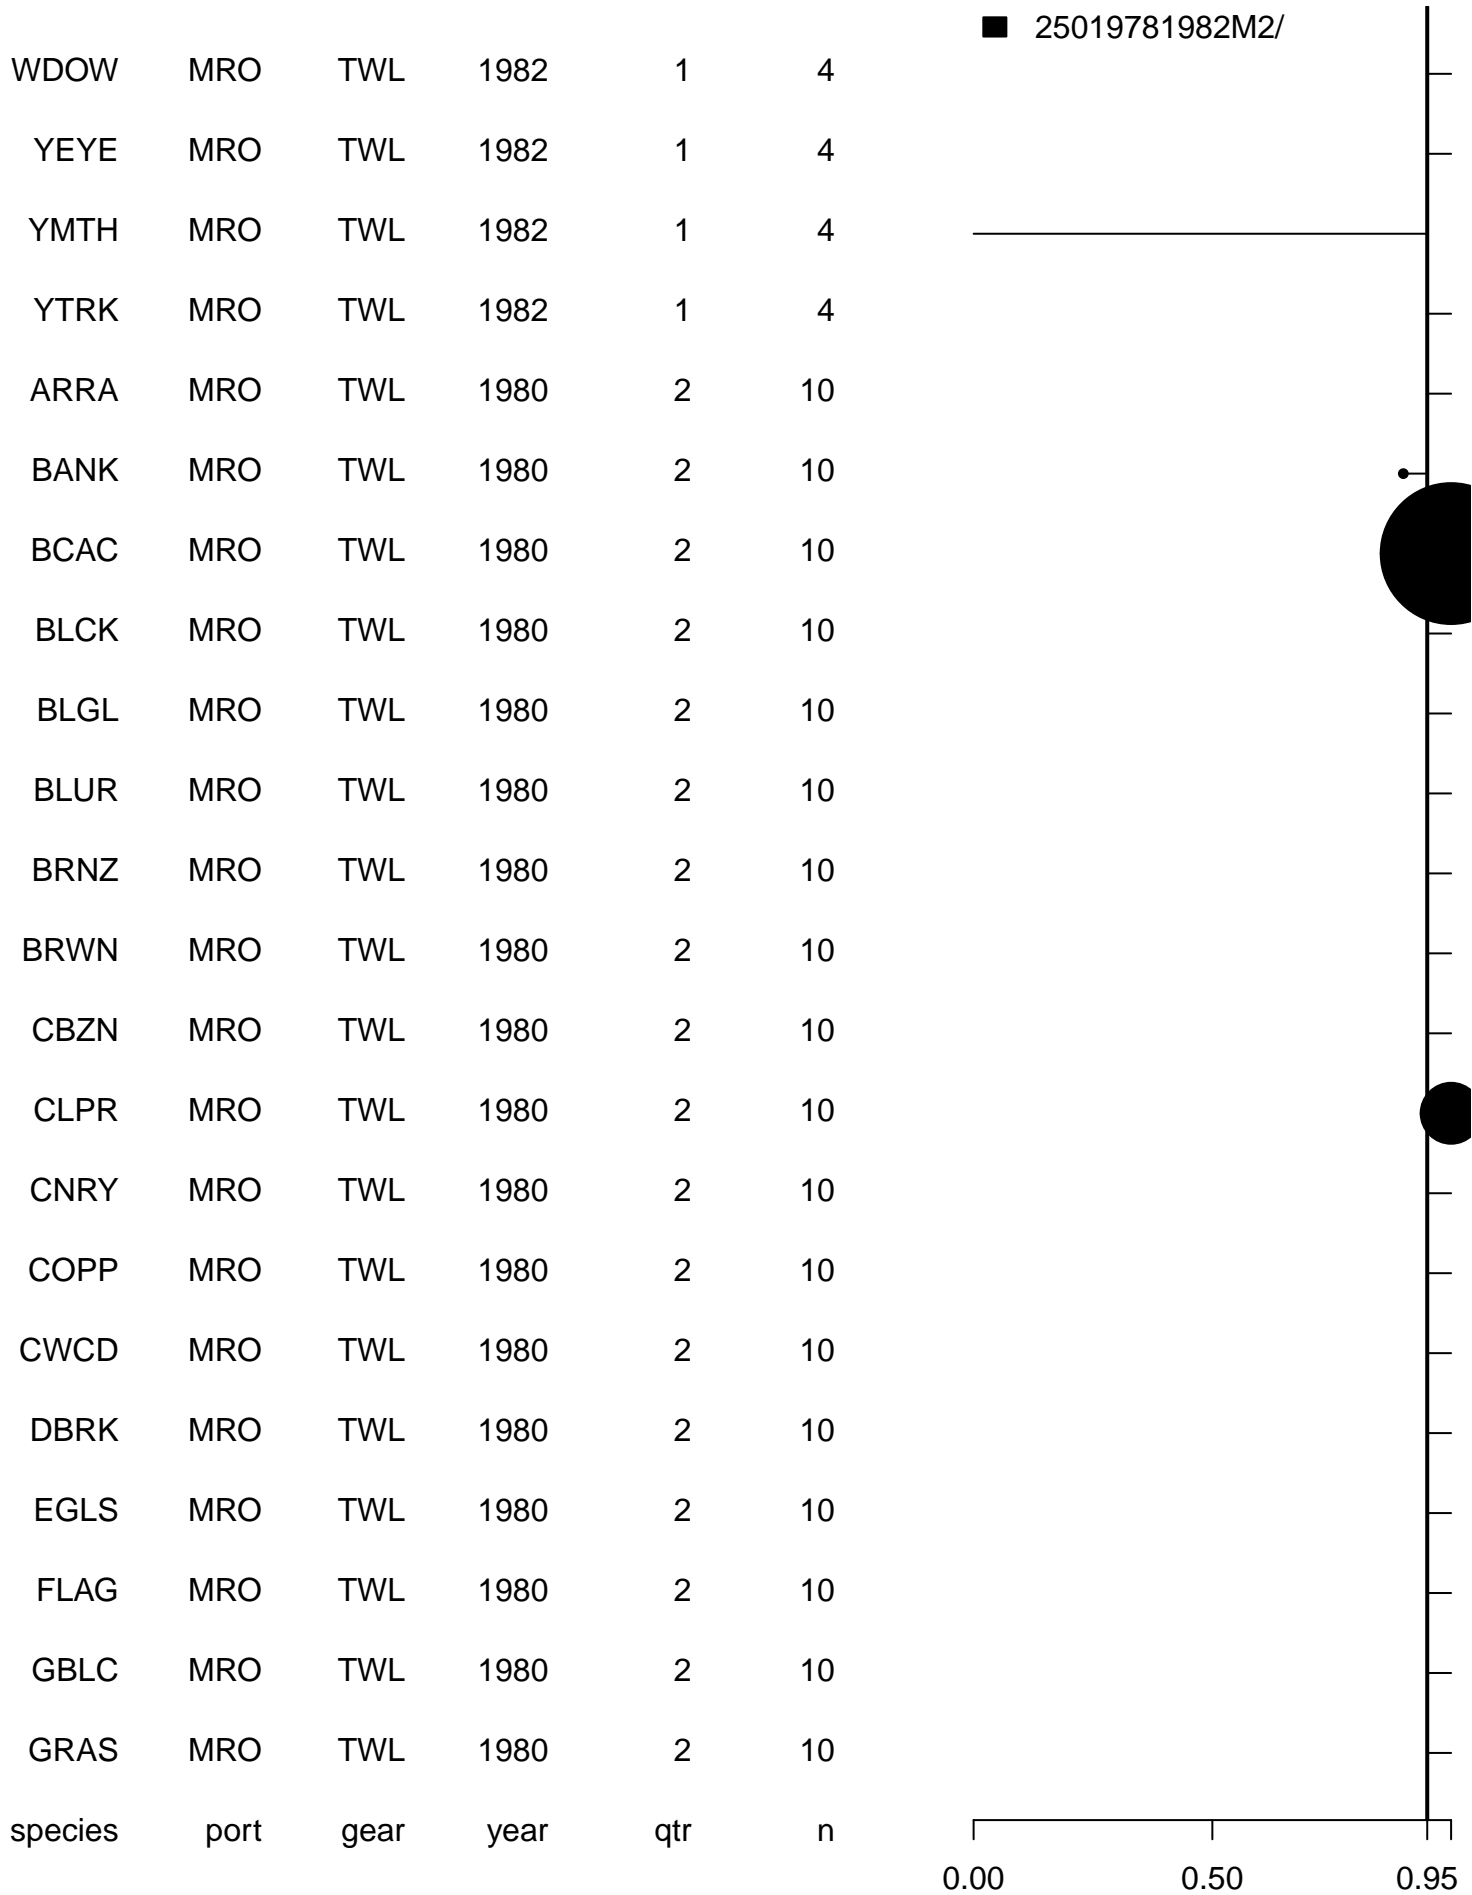 25019781982M2/
WDOW MRO TWL 1982 1 4
YEYE MRO TWL 1982 1 4
YMTH MRO TWL 1982 1 4
YTRK MRO TWL 1982 1 4
ARRA MRO TWL 1980 2 10
BANK MRO TWL 1980 2 10
BCAC MRO TWL 1980 2 10
BLCK MRO TWL 1980 2 10
BLGL MRO TWL 1980 2 10
BLUR MRO TWL 1980 2 10
BRNZ MRO TWL 1980 2 10
BRWN MRO TWL 1980 2 10
CBZN MRO TWL 1980 2 10
CLPR MRO TWL 1980 2 10
CNRY MRO TWL 1980 2 10
COPP MRO TWL 1980 2 10
CWCD MRO TWL 1980 2 10
DBRK MRO TWL 1980 2 10
EGLS MRO TWL 1980 2 10
FLAG MRO TWL 1980 2 10
GBLC MRO TWL 1980 2 10
GRAS MRO TWL 1980 2 10
species port gear year qtr n
0.00 0.50 0.95